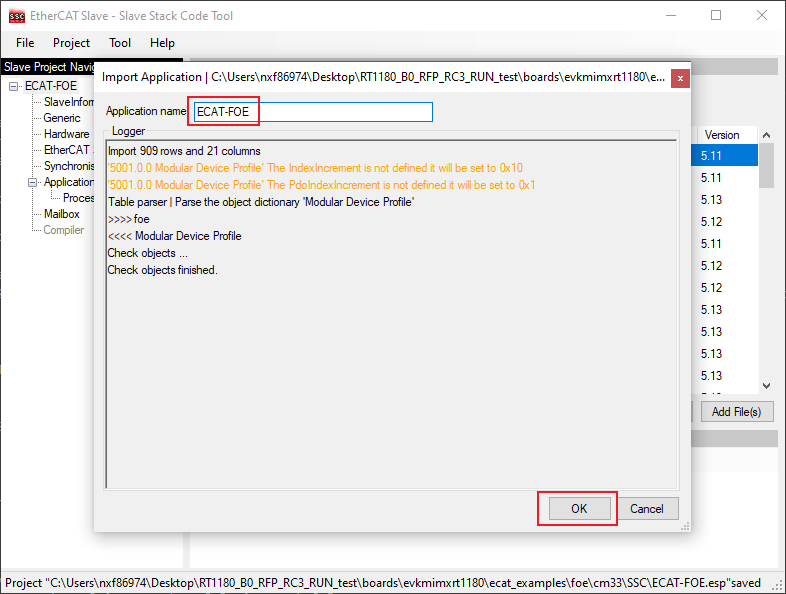 SSC EtherCAT Slave - Slave Stack Code Tool
File Project Tool Help
Slave Project Navig
ECAT-FOE
SlaveInform
Generic
Hardware
EtherCAT
Synchronis
Application
Proces
Mailbox
Compiler
Import Application | C:\Users\nxf86974\Desktop\RT1180_B0_RFP_RC3_RUN_test\boards\evkmimxrt1180\e...
x
Application name ECAT-FOE
Logger
Import 909 rows and 21 columns
'5001.0.0 Modular Device Profile' The IndexIncrement is not defined it will be set to 0x10
'5001.0.0 Modular Device Profile' The PdoIndexIncrement is not defined it will be set to 0x1
Table parser | Parse the object dictionary 'Modular Device Profile'
>>>> foe
<<<< Modular Device Profile
Check objects ...
Check objects finished.
OK Cancel
Version
5.11
5.11
5.13
5.12
5.11
5.12
5.12
5.13
5.13
5.13
5.13
Add File(s)
Project "C:\Users\nxf86974\Desktop\RT1180_B0_RFP_RC3_RUN_test\boards\evkmimxrt1180\ecat_examples\foe\cm33\SSC\ECAT-FOE.esp"saved